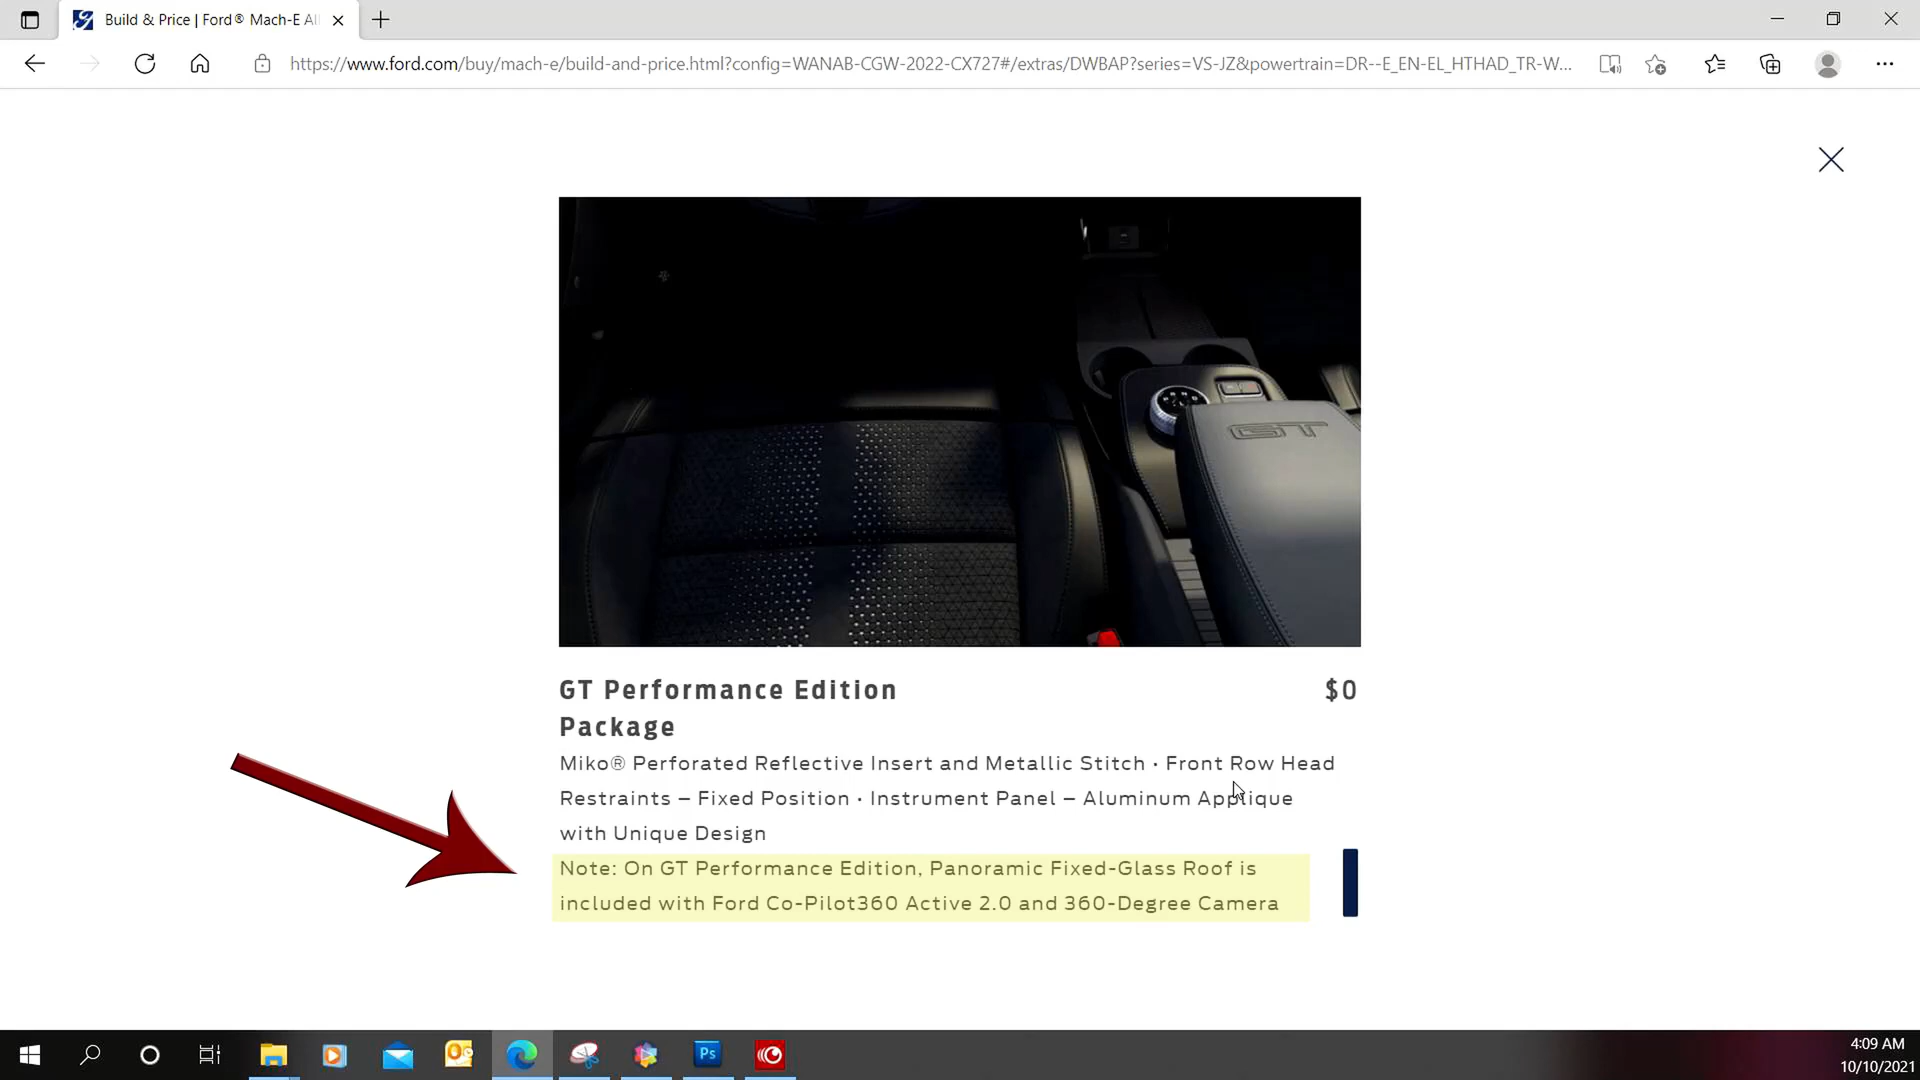 Build & Price | Ford® Mach-E All
https://www.ford.com/buy/mach-e/build-and-price.html?config=WANAB-CGW-2022-CX727#/extras/DWBAP?series=VS-JZ&powertrain=DR--E_EN-EL_HTHAD_TR-W...
GT
GT Performance Edition
Package
$0
Miko® Perforated Reflective Insert and Metallic Stitch • Front Row Head
Restraints – Fixed Position • Instrument Panel – Aluminum Applique
with Unique Design
Note: On GT Performance Edition, Panoramic Fixed-Glass Roof is
included with Ford Co-Pilot360 Active 2.0 and 360-Degree Camera
Ps
4:09 AM
10/10/2021